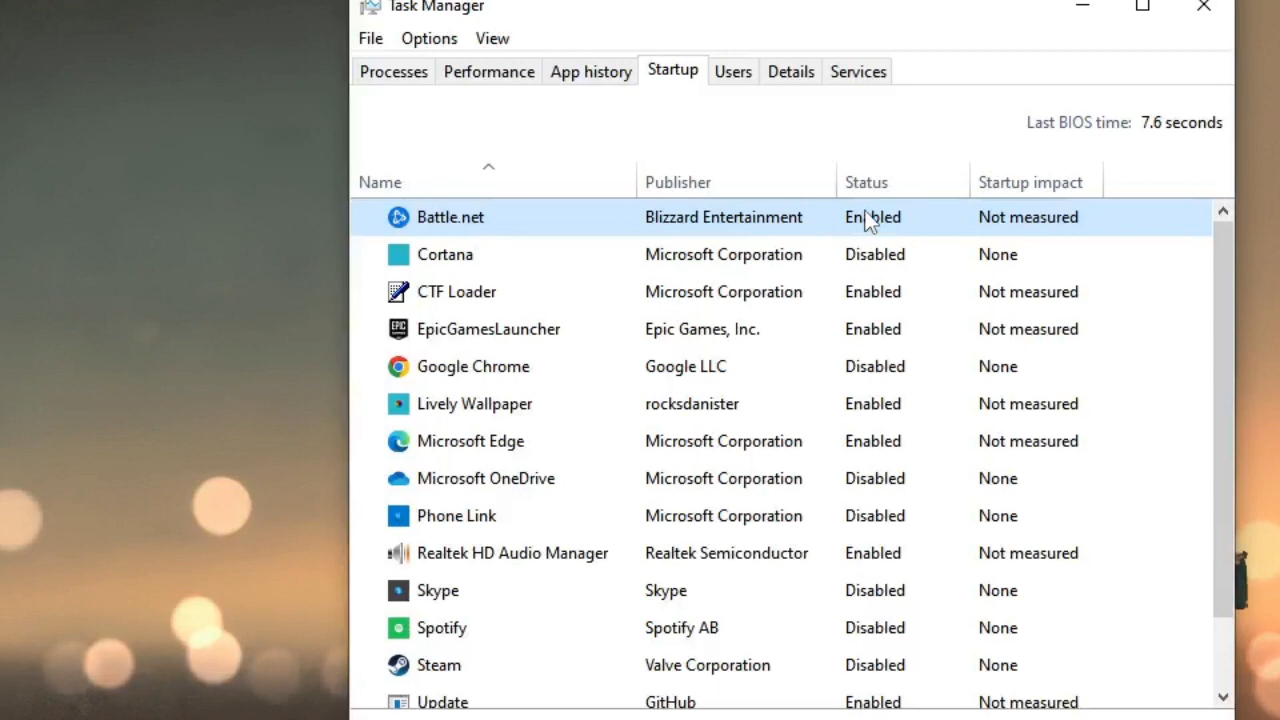 Task Manager
File Options View
Processes Performance App history Startup Users Details Services
Last BIOS time: 7.6 seconds
Name Publisher Status Startup impact
Battle.net Blizzard Entertainment Enabled Not measured
Cortana Microsoft Corporation Disabled None
CTF Loader Microsoft Corporation Enabled Not measured
EPIC EpicGamesLauncher Epic Games, Inc. Enabled Not measured
Google Chrome Google LLC Disabled None
Lively Wallpaper rocksdanister Enabled Not measured
Microsoft Edge Microsoft Corporation Enabled Not measured
Microsoft OneDrive Microsoft Corporation Disabled None
Phone Link Microsoft Corporation Disabled None
Realtek HD Audio Manager Realtek Semiconductor Enabled Not measured
Skype Skype Disabled None
Spotify Spotify AB Disabled None
Steam Valve Corporation Disabled None
Update GitHub Enabled Not measured